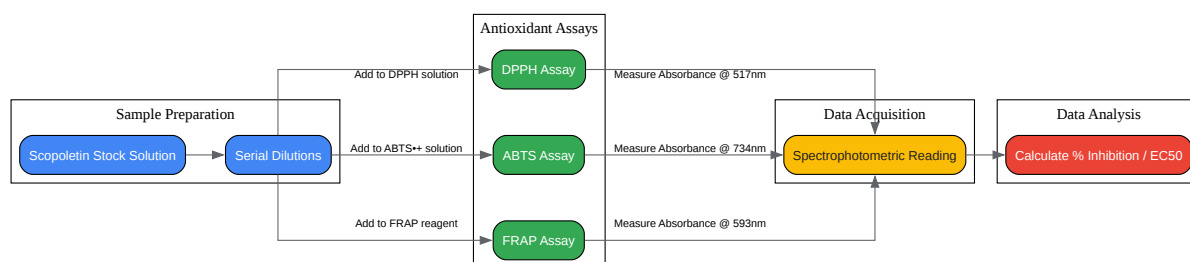 Antioxidant Assays
DPPH Assay
Add to DPPH solution
Measure Absorbance @ 517nm
Sample Preparation
Data Acquisition
Data Analysis
Scopoletin Stock Solution
Serial Dilutions
Add to ABTS•+ solution
ABTS Assay
Measure Absorbance @ 734nm
Spectrophotometric Reading
Calculate % Inhibition / EC50
Add to FRAP reagent
FRAP Assay
Measure Absorbance @ 593nm